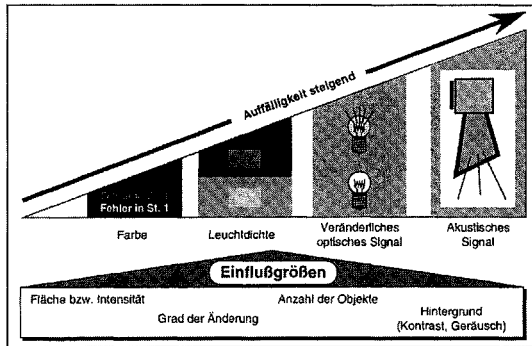 Auffälligkeit steigend
Fehler in St. 1
Farbe
Leuchtdichte
Veränderliches
optisches Signal
Akustisches
Signal
Einflußgrößen
Fläche bzw. Intensität
Anzahl der Objekte
Grad der Änderung
Hintergrund
(Kontrast, Geräusch)